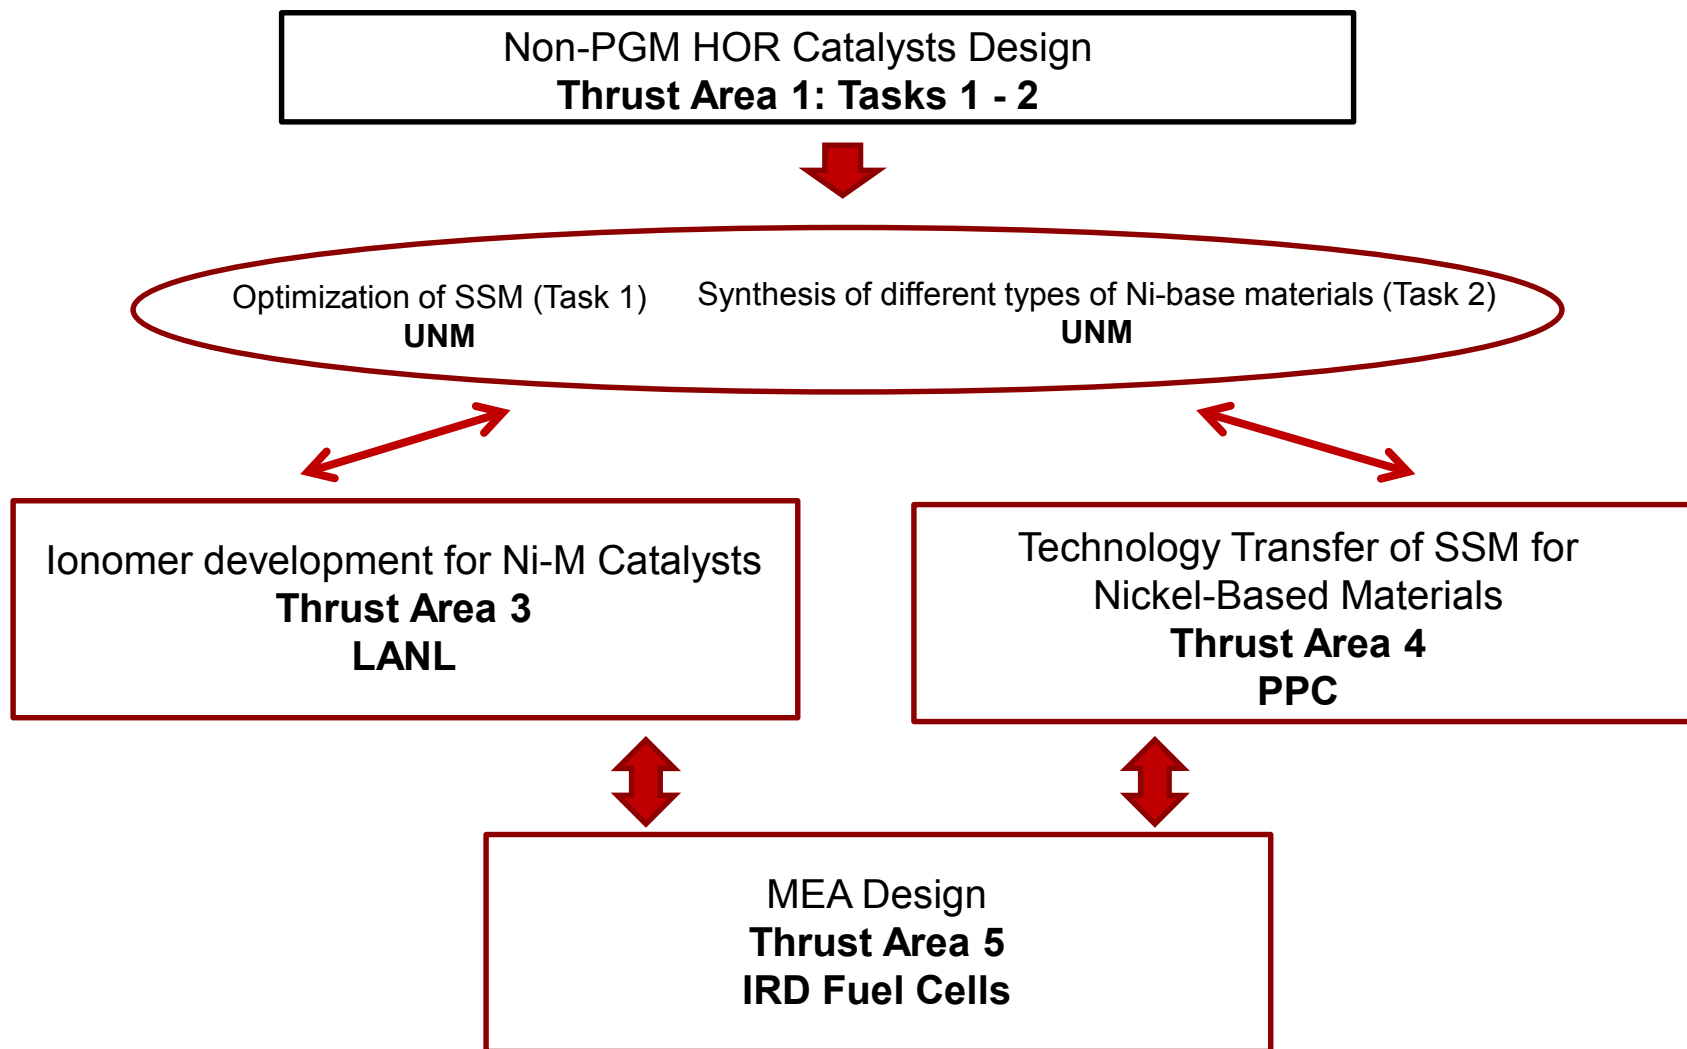 Non-PGM HOR Catalysts Design
Thrust Area 1: Tasks 1 - 2
Optimization of SSM (Task 1)
UNM
Synthesis of different types of Ni-base materials (Task 2)
UNM
Ionomer development for Ni-M Catalysts
Thrust Area 3
LANL
Technology Transfer of SSM for
Nickel-Based Materials
Thrust Area 4
PPC
MEA Design
Thrust Area 5
IRD Fuel Cells